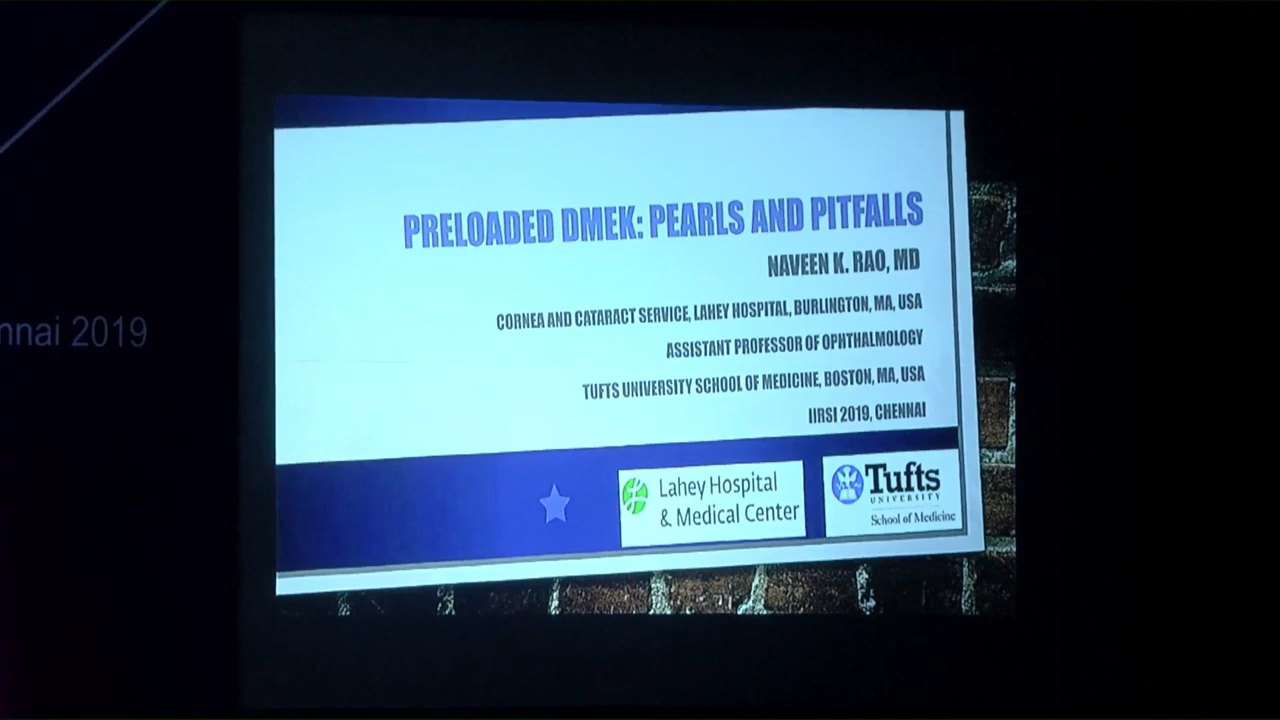 PRELOADED DMEK: PEARLS AND PITFALLS
NAVEEN K. RAO, MD
CORNEA AND CATARACT SERVICE, LAHEY HOSPITAL, BURLINGTON, MA, USA
ASSISTANT PROFESSOR OF OPHTHALMOLOGY
TUFTS UNIVERSITY SCHOOL OF MEDICINE, BOSTON, MA, USA
IIRSI 2019, CHENNAI
nnai 2019
Lahey Hospital
& Medical Center
Tufts
UNIVERSITY
School of Medicine